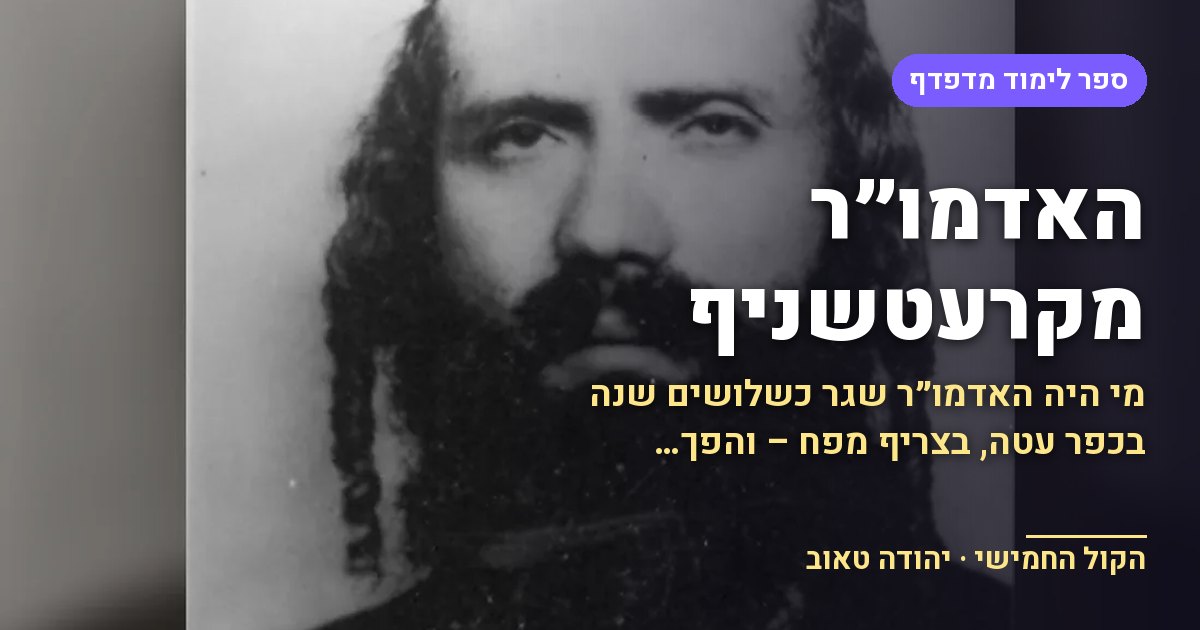 ספר לימוד מדפדף
האדמו״ר
מקרעטשניף
מי היה האדמו״ר שגר כשלושים שנה
בכפר עטה, בצריף מפח – והפך...
הקול החמישי · יהודה טאוב